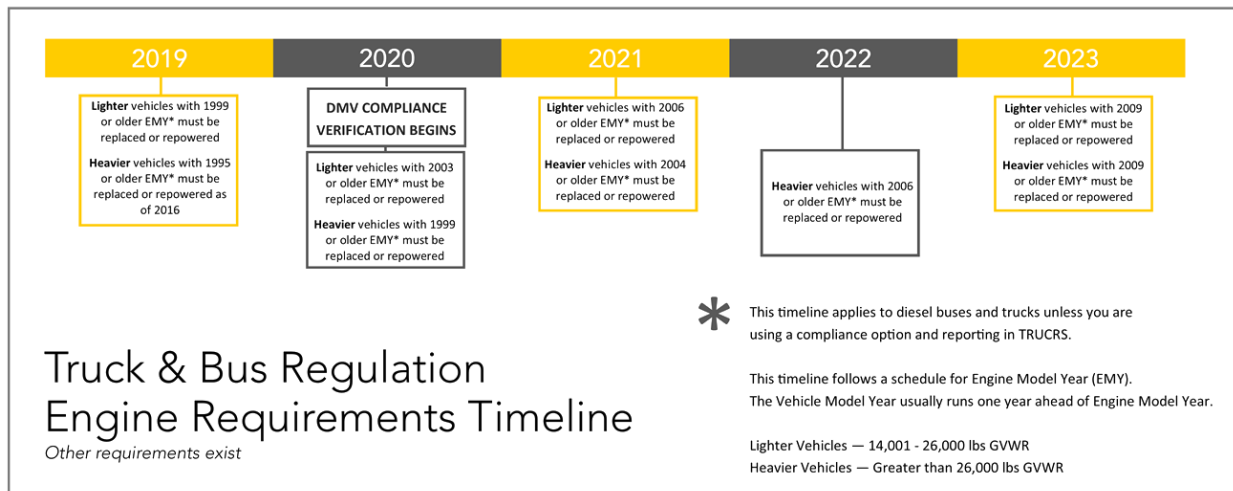 2019
2020
2021
2022
2023
Lighter vehicles with 1999
or older EMY* must be
replaced or repowered
Heavier vehicles with 1995
or older EMY* must be
replaced or repowered as
of 2016
DMV COMPLIANCE
VERIFICATION BEGINS
Lighter vehicles with 2003
or older EMY* must be
replaced or repowered
Heavier vehicles with 1999
or older EMY* must be
replaced or repowered
Lighter vehicles with 2006
or older EMY* must be
replaced or repowered
Heavier vehicles with 2004
or older EMY* must be
replaced or repowered
Heavier vehicles with 2006
or older EMY* must be
replaced or repowered
Lighter vehicles with 2009
or older EMY* must be
replaced or repowered
Heavier vehicles with 2009
or older EMY* must be
replaced or repowered
Truck & Bus Regulation
Engine Requirements Timeline
Other requirements exist
*
This timeline applies to diesel buses and trucks unless you are
using a compliance option and reporting in TRUCRS.
This timeline follows a schedule for Engine Model Year (EMY).
The Vehicle Model Year usually runs one year ahead of Engine Model Year.
Lighter Vehicles — 14,001 - 26,000 lbs GVWR
Heavier Vehicles — Greater than 26,000 lbs GVWR